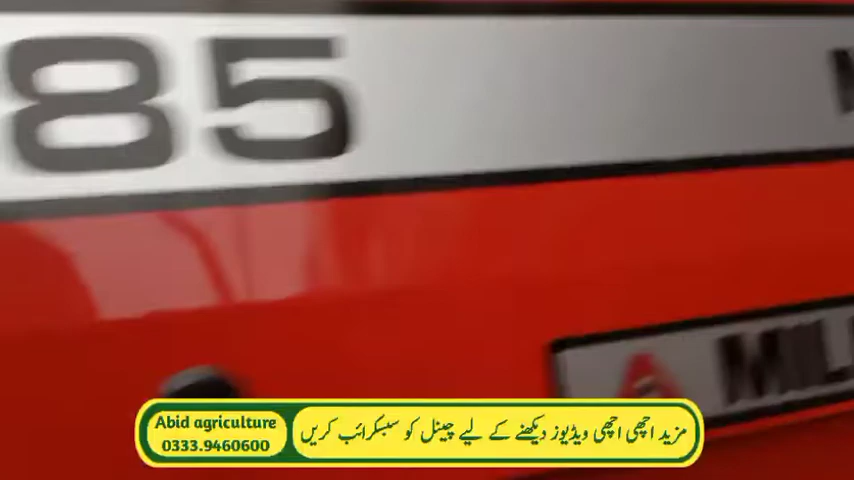 85
Abid agriculture
0333.9460600
مزید اچھی اچھی ویڈیوز دیکھنے کے لیے چینل کو سبسکرائب کریں